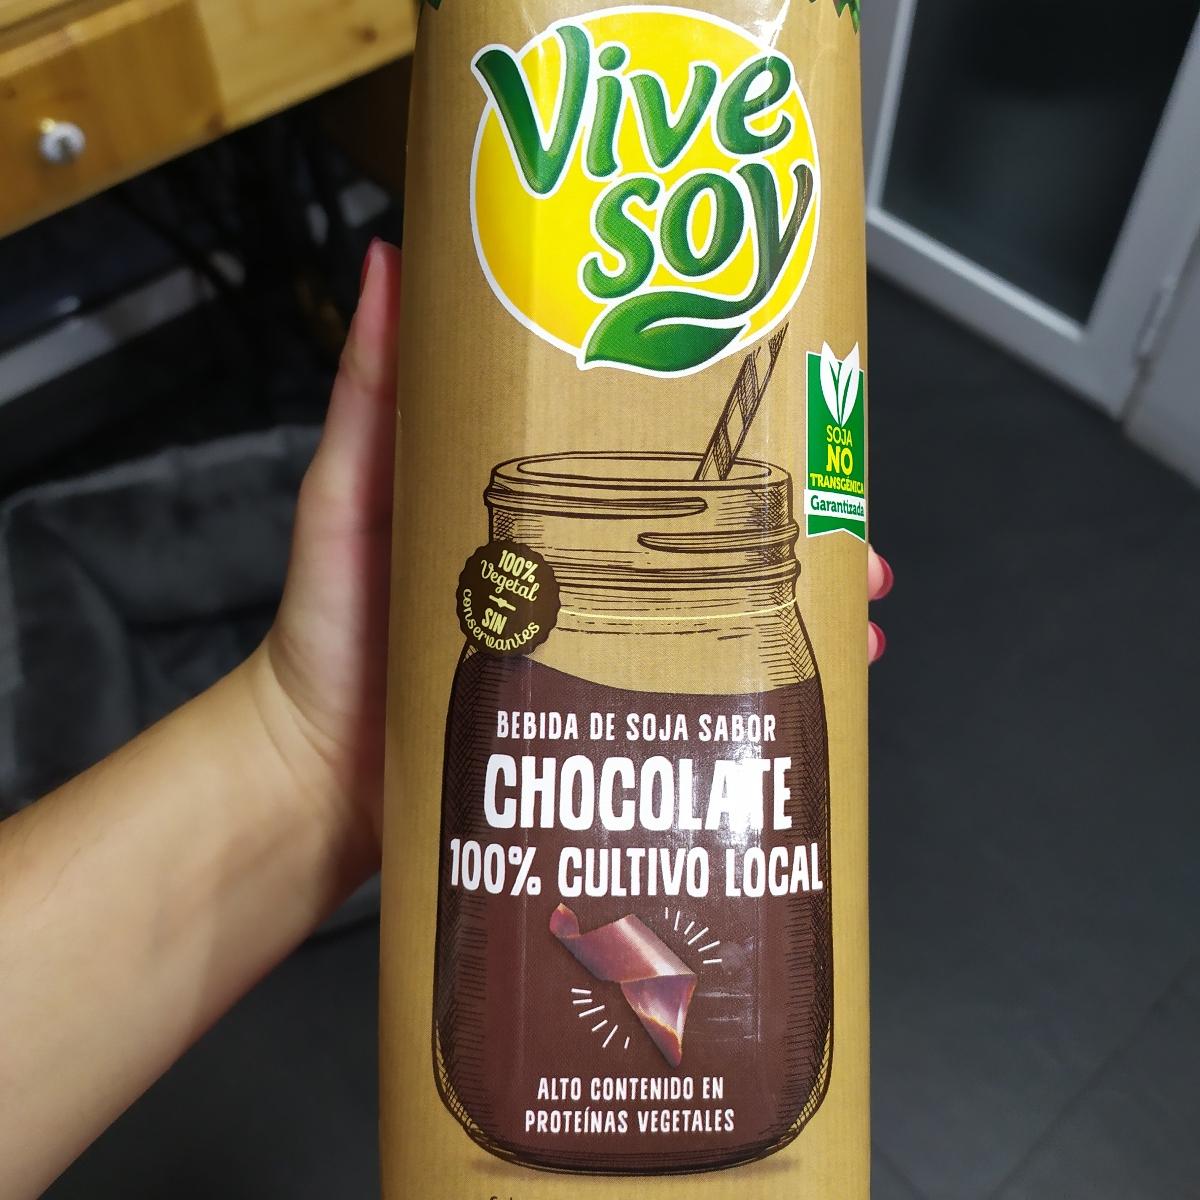 Vive
soy
SOJA
NO
TRANSGÉNICA
Garantizada
100%
Vegetal
SIN
conservantes
BEBIDA DE SOJA SABOR
CHOCOLATE
100% CULTIVO LOCAL
ALTO CONTENIDO EN
PROTEÍNAS VEGETALES